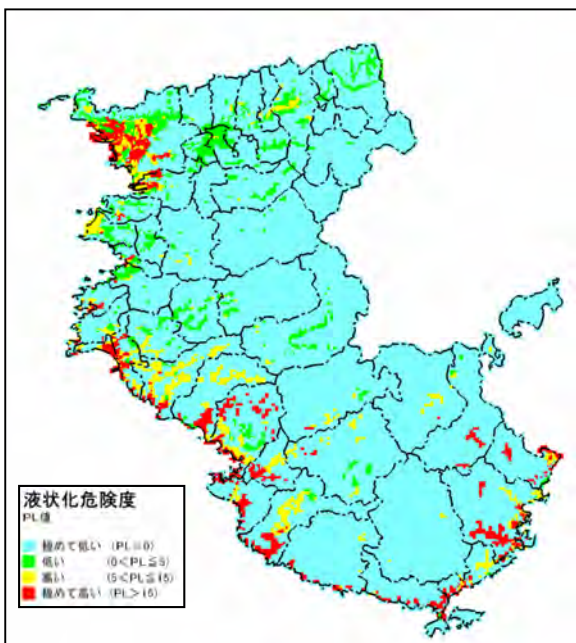 液状化危険度
PL値
極めて低い (PL=0)
低い (0<PL≦5)
高い (5<PL≦15)
極めて高い (PL>15)